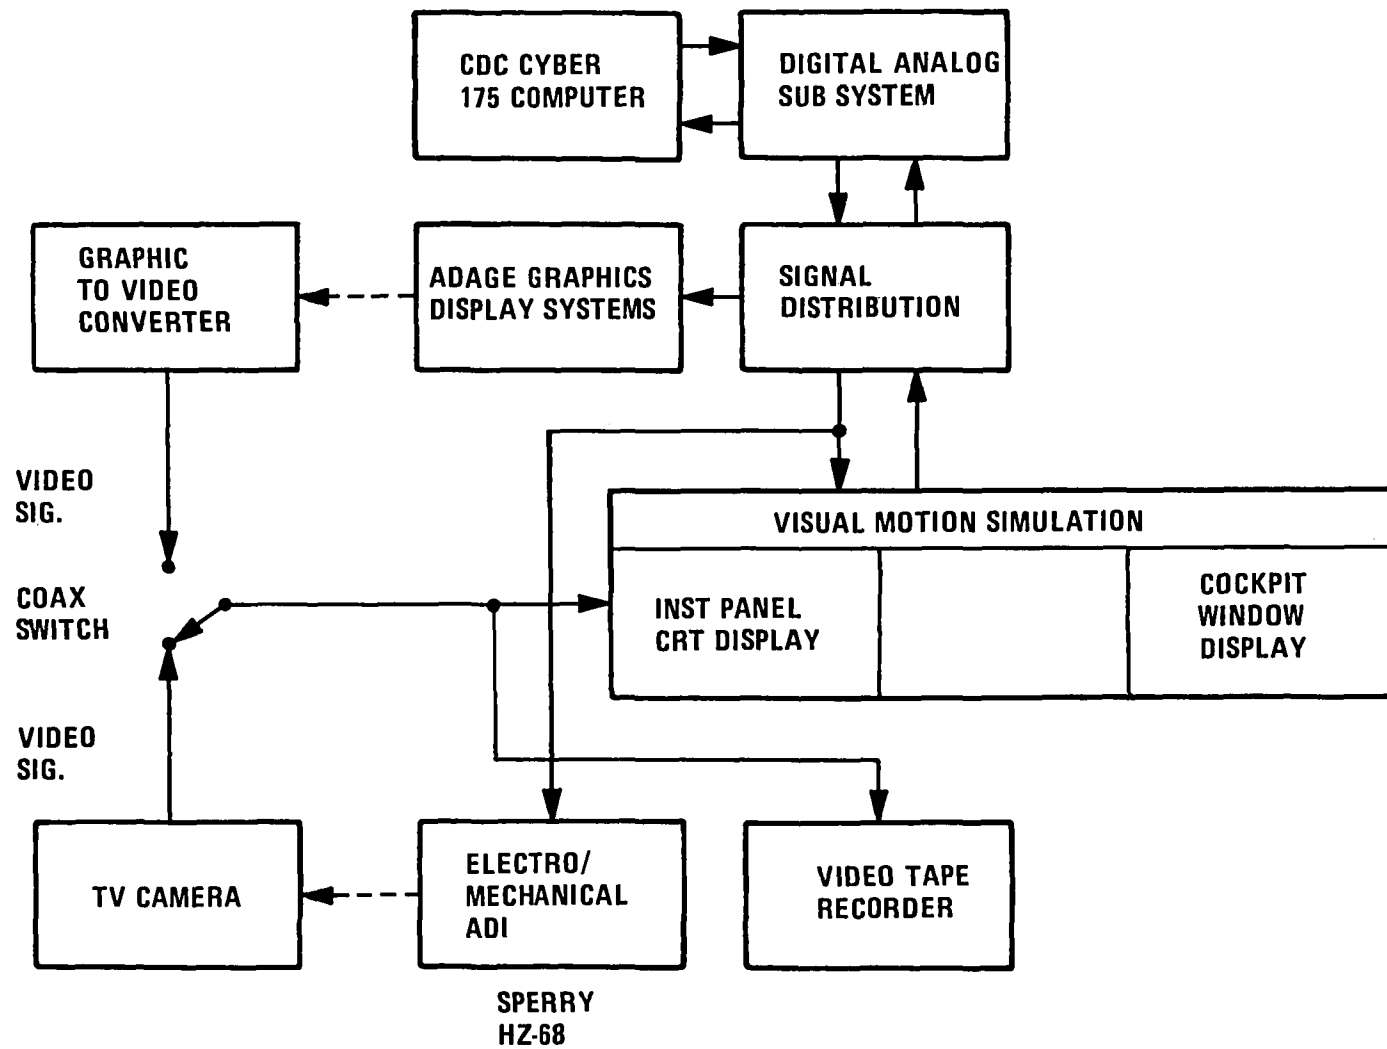 CDC CYBER
175 COMPUTER
DIGITAL ANALOG
SUB SYSTEM
GRAPHIC
TO VIDEO
CONVERTER
ADAGE GRAPHICS
DISPLAY SYSTEMS
SIGNAL
DISTRIBUTION
VIDEO
SIG.
VISUAL MOTION SIMULATION
COAX
SWITCH
INST PANEL
CRT DISPLAY
COCKPIT
WINDOW
DISPLAY
VIDEO
SIG.
TV CAMERA
ELECTRO/
MECHANICAL
ADI
VIDEO TAPE
RECORDER
SPERRY
HZ-68